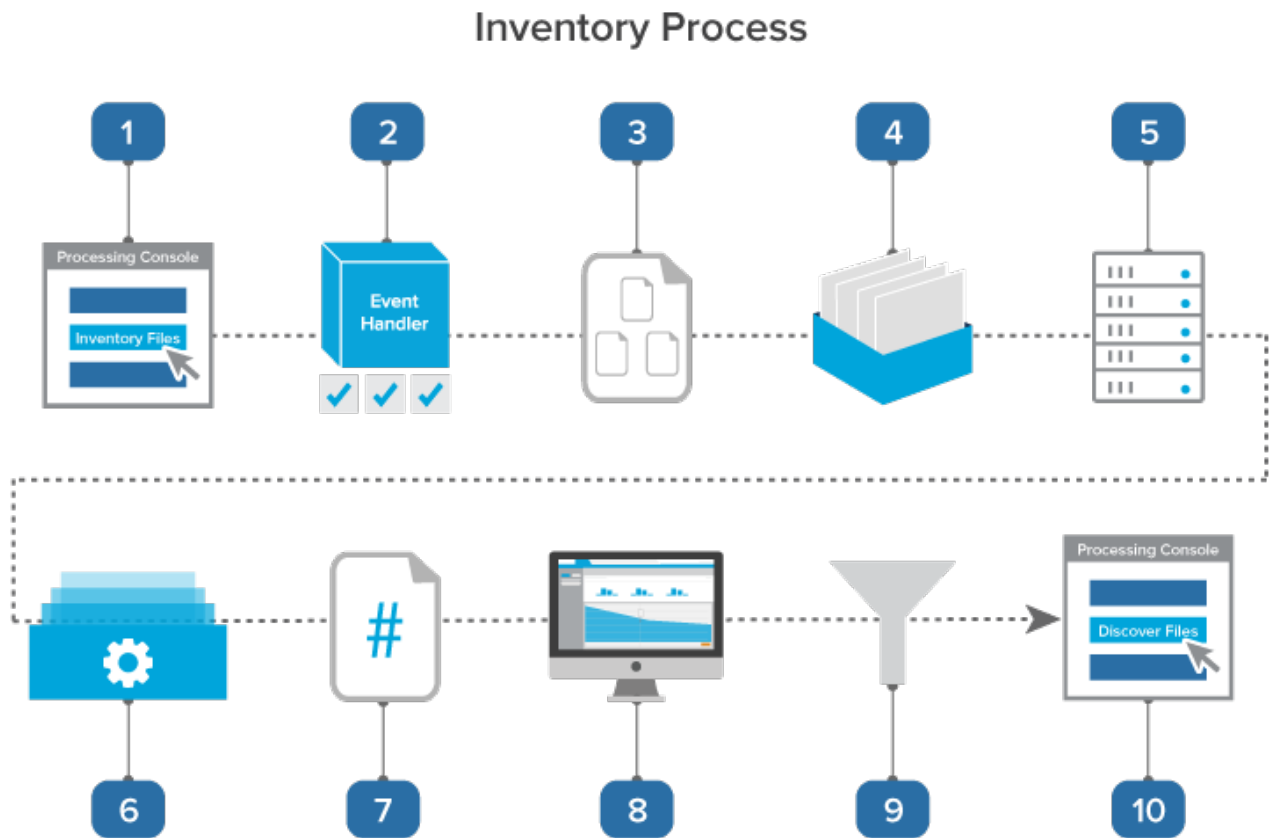 Inventory Process
1
2
3
4
5
Processing Console
Inventory Files
Event
Handler
#
Processing Console
Discover Files
6
7
8
9
10